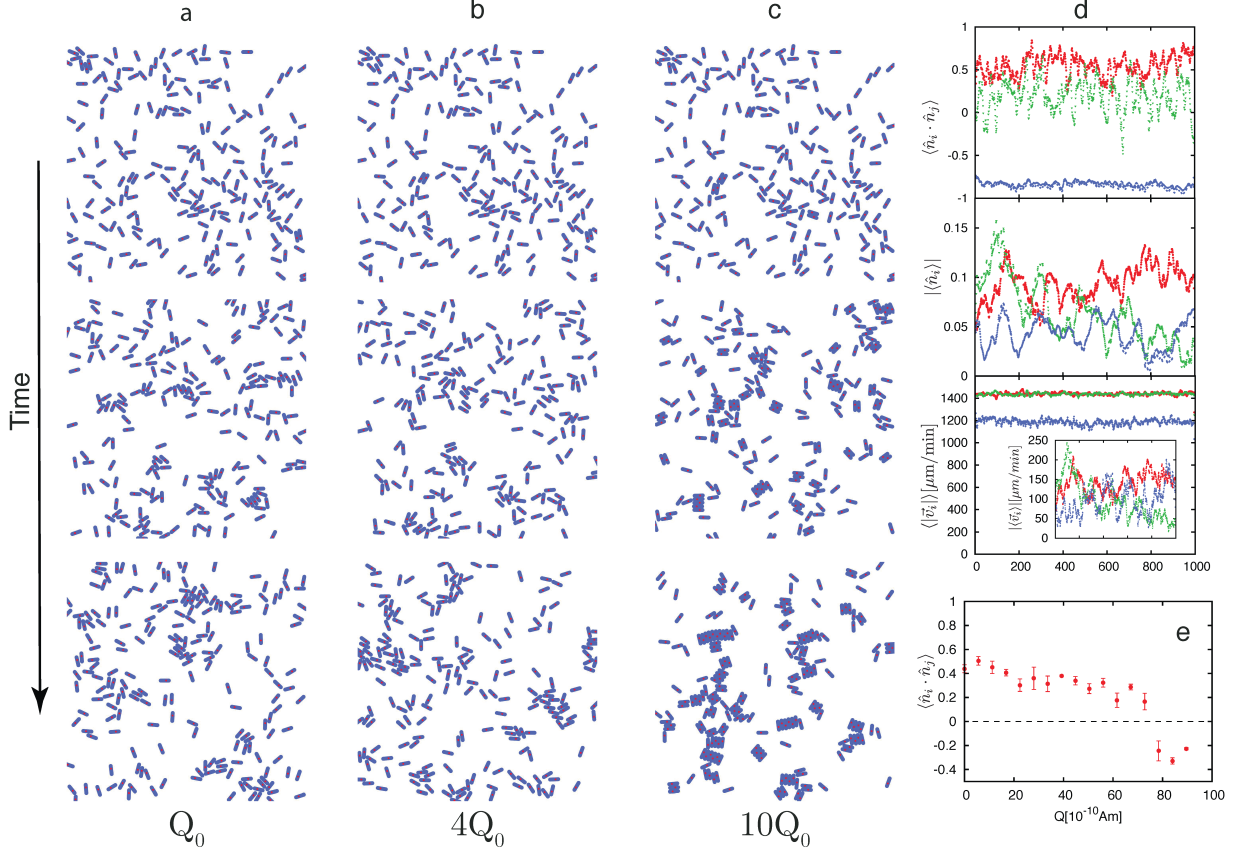 a b c d
Time
1
0.5
0
-0.5
-1
⟨n̂ᵢ · n̂ⱼ⟩
0.15
0.1
0.05
0
|⟨n̂ᵢ⟩|
1400
1200
1000
800
600
400
200
0
⟨|v⃗ᵢ|⟩[μm/min]
250
200
150
100
50
0
|⟨v⃗ᵢ⟩|[μm/min]
0 200 400 600 800 1000
e
0.8
0.6
0.4
0.2
0
-0.2
-0.4
⟨n̂ᵢ · n̂ⱼ⟩
0 20 40 60 80 100
Q[10⁻¹⁰Am]
Q₀ 4Q₀ 10Q₀